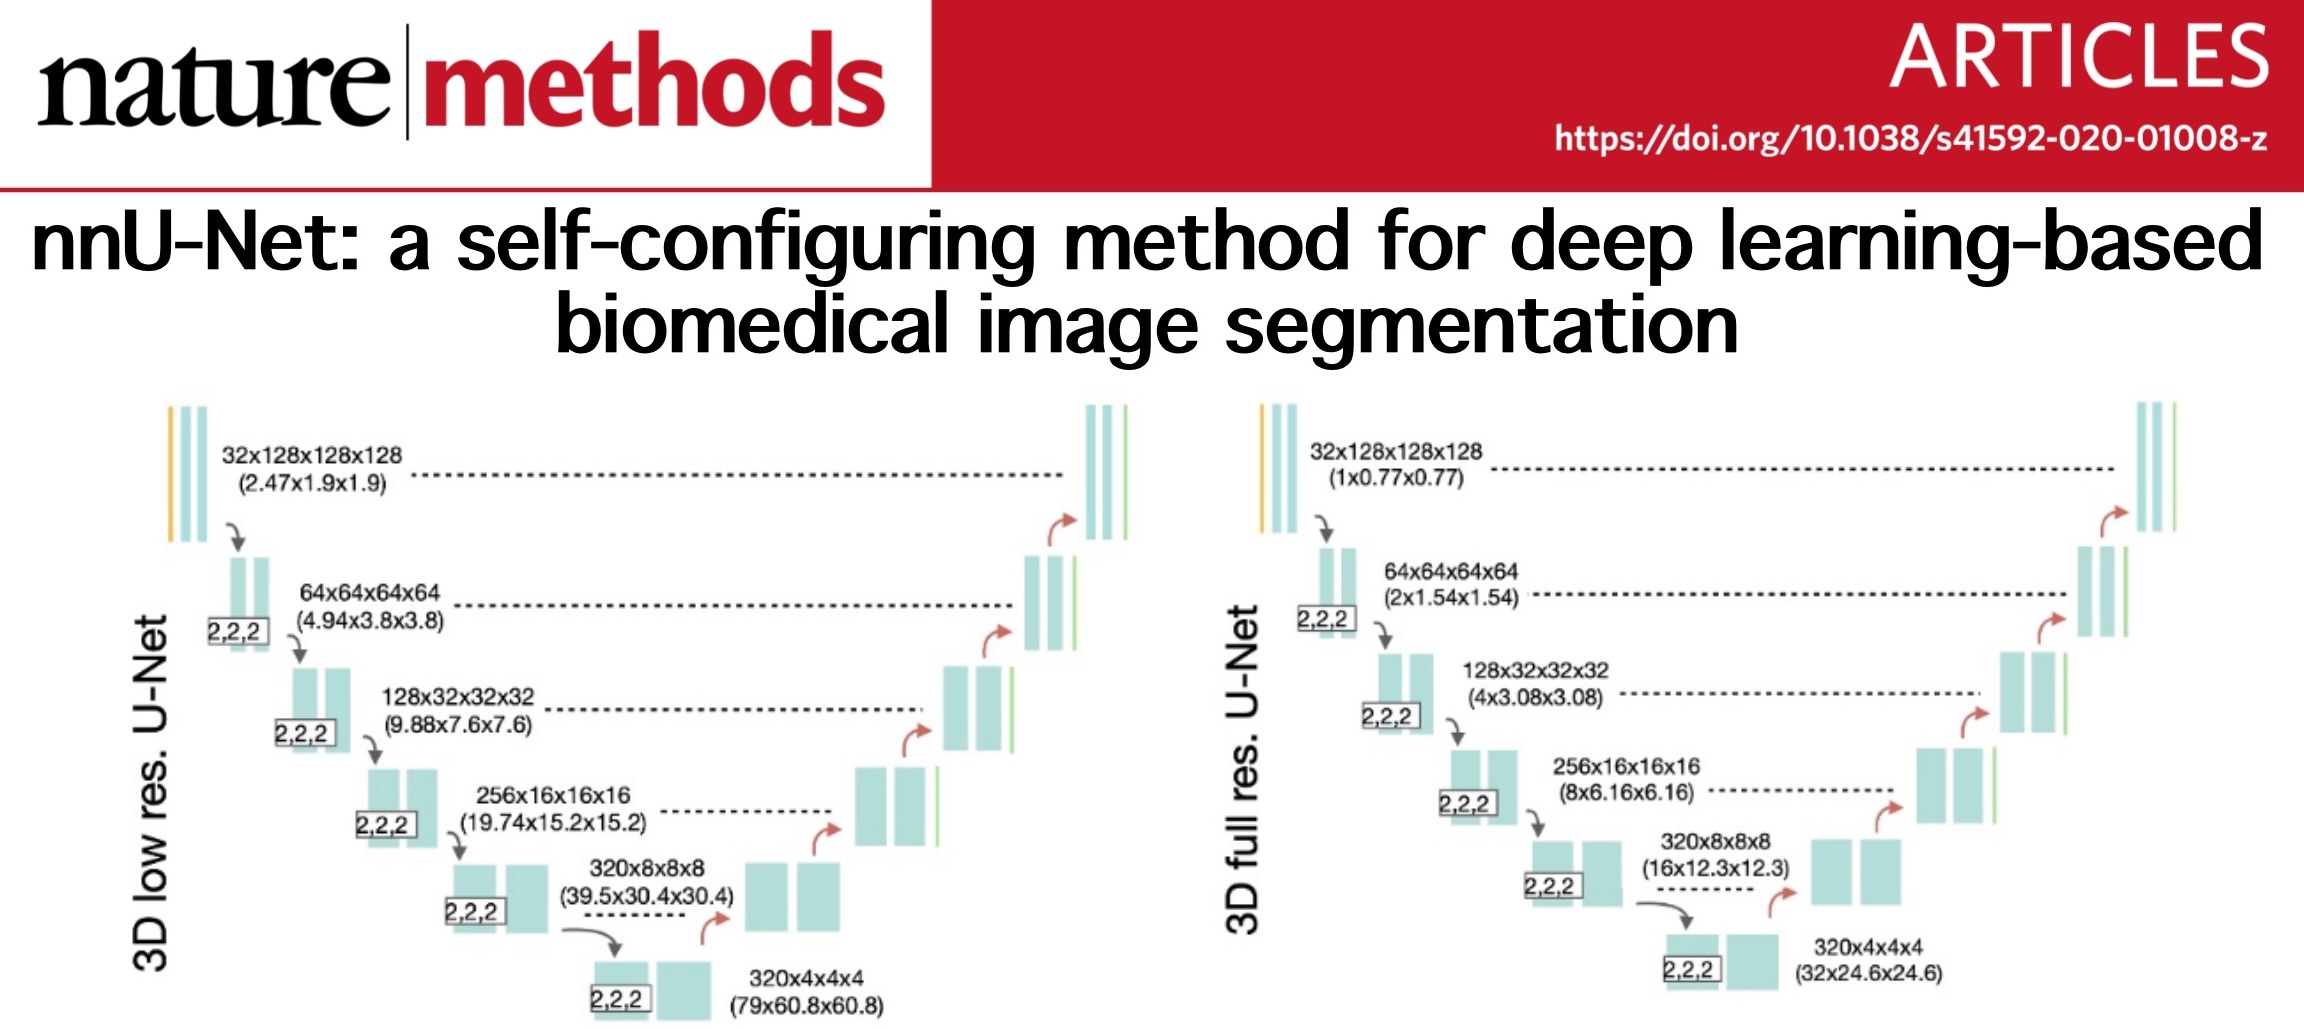 nature methods
ARTICLES
https://doi.org/10.1038/s41592-020-01008-z
nnU-Net: a self-configuring method for deep learning-based
biomedical image segmentation
3D low res. U-Net
32x128x128x128
(2.47x1.9x1.9)
2,2,2
64x64x64x64
(4.94x3.8x3.8)
2,2,2
128x32x32x32
(9.88x7.6x7.6)
2,2,2
256x16x16x16
(19.74x15.2x15.2)
2,2,2
320x8x8x8
(39.5x30.4x30.4)
2,2,2
320x4x4x4
(79x60.8x60.8)
3D full res. U-Net
32x128x128x128
(1x0.77x0.77)
2,2,2
64x64x64x64
(2x1.54x1.54)
2,2,2
128x32x32x32
(4x3.08x3.08)
2,2,2
256x16x16x16
(8x6.16x6.16)
2,2,2
320x8x8x8
(16x12.3x12.3)
2,2,2
320x4x4x4
(32x24.6x24.6)